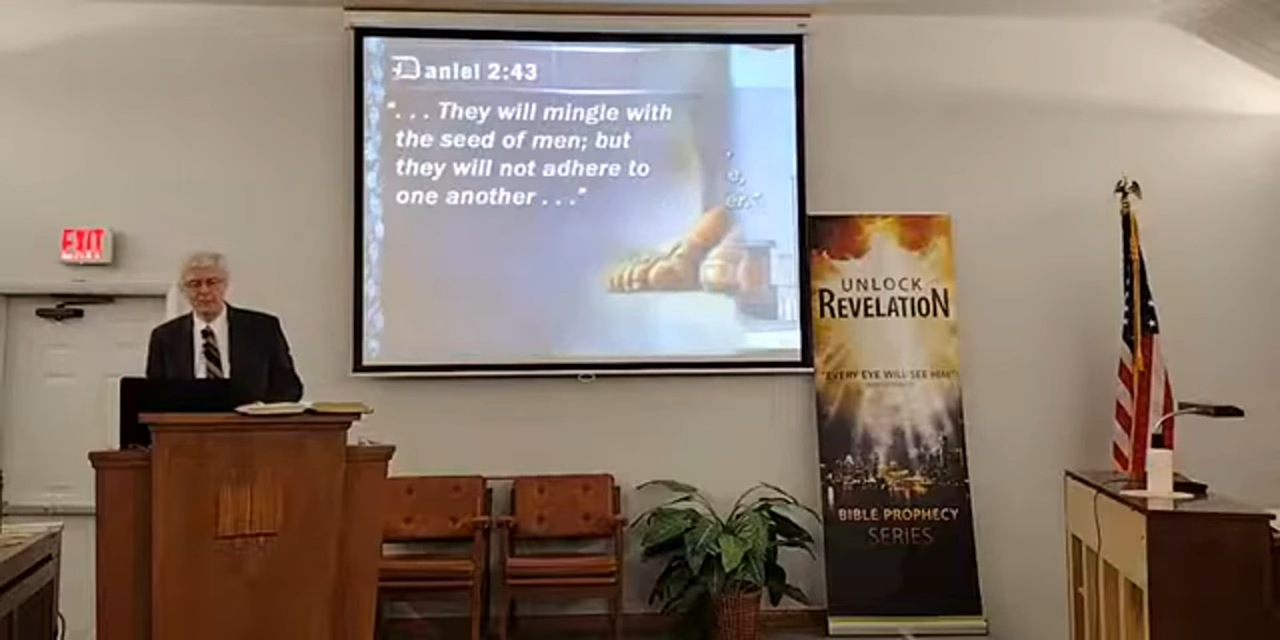 EXIT
Daniel 2:43
". . . They will mingle with
the seed of men; but
they will not adhere to
one another . . ."
UNLOCK
REVELATION
"EVERY EYE WILL SEE HIM"
BIBLE PROPHECY
SERIES